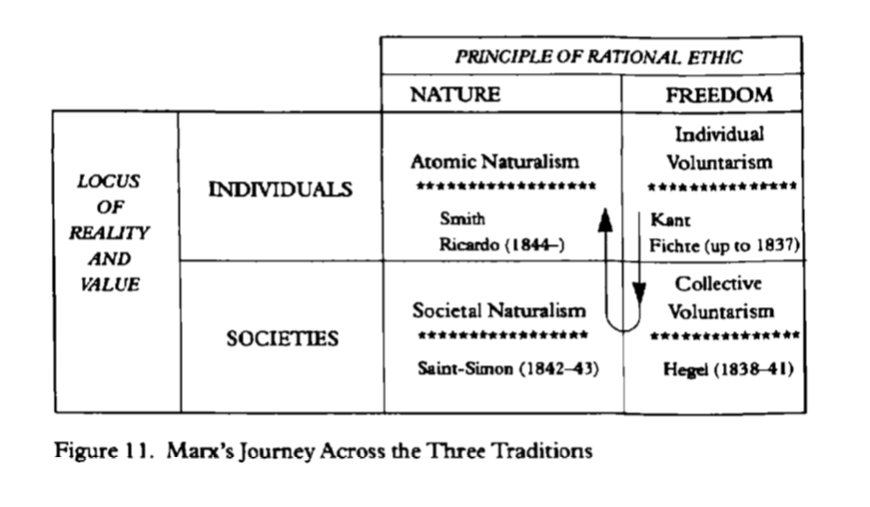 PRINCIPLE OF RATIONAL ETHIC
NATURE FREEDOM
LOCUS
OF
REALITY
AND
VALUE
INDIVIDUALS
Atomic Naturalism
******************
Smith
Ricardo (1844–)
Individual
Voluntarism
***************
Kant
Fichte (up to 1837)
SOCIETIES
Societal Naturalism
*****************
Saint-Simon (1842–43)
Collective
Voluntarism
***************
Hegel (1838–41)
Figure 11. Marx's Journey Across the Three Traditions